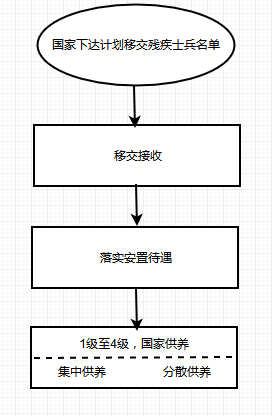 国家下达计划移交残疾士兵名单
移交接收
落实安置待遇
1级至4级，国家供养
集中供养 分散供养